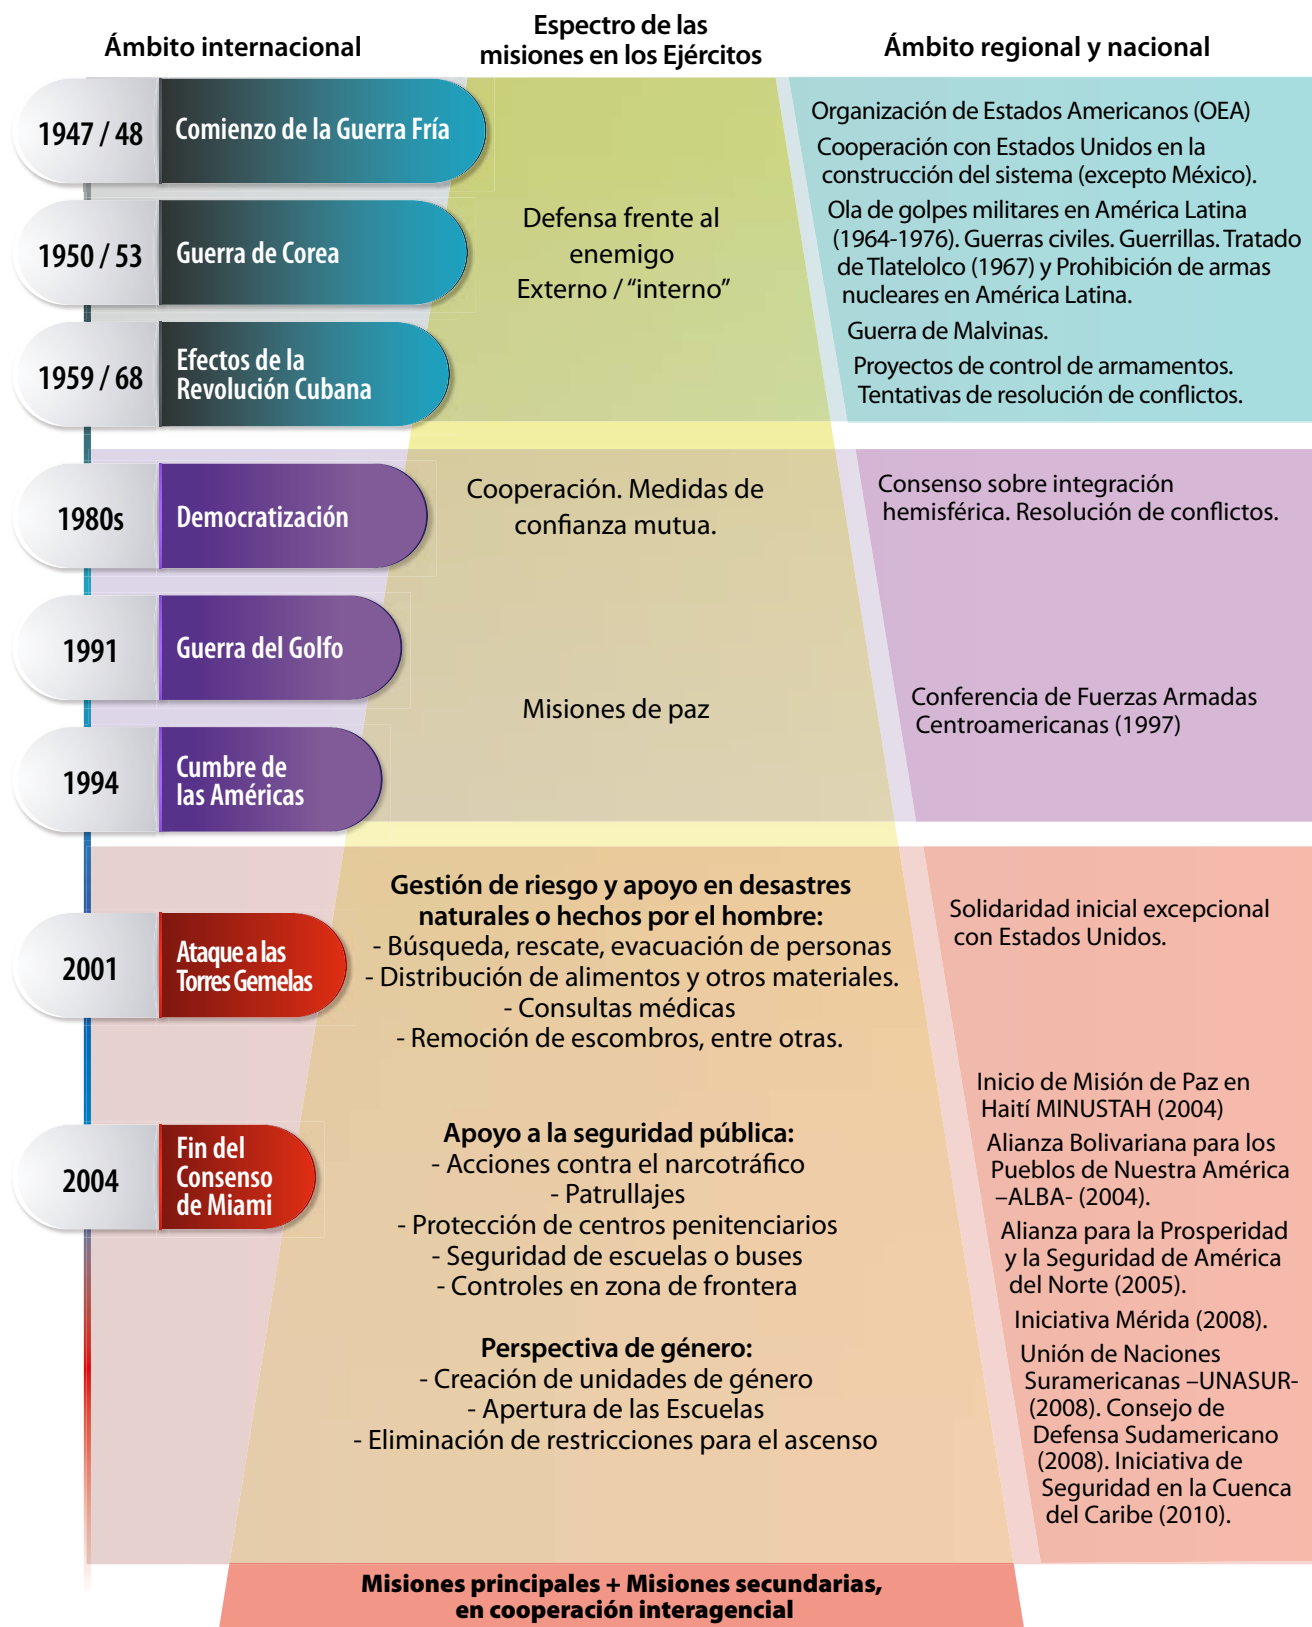 Ámbito internacional
Espectro de las
misiones en los Ejércitos
Ámbito regional y nacional
1947 / 48
Comienzo de la Guerra Fría
1950 / 53
Guerra de Corea
1959 / 68
Efectos de la
Revolución Cubana
Defensa frente al
enemigo
Externo / “interno”
Organización de Estados Americanos (OEA)
Cooperación con Estados Unidos en la
construcción del sistema (excepto México).
Ola de golpes militares en América Latina
(1964-1976). Guerras civiles. Guerrillas. Tratado
de Tlatelolco (1967) y Prohibición de armas
nucleares en América Latina.
Guerra de Malvinas.
Proyectos de control de armamentos.
Tentativas de resolución de conflictos.
1980s
Democratización
1991
Guerra del Golfo
1994
Cumbre de
las Américas
Cooperación. Medidas de
confianza mutua.
Misiones de paz
Consenso sobre integración
hemisférica. Resolución de conflictos.
Conferencia de Fuerzas Armadas
Centroamericanas (1997)
2001
Ataque a las
Torres Gemelas
2004
Fin del
Consenso
de Miami
Gestión de riesgo y apoyo en desastres
naturales o hechos por el hombre:
- Búsqueda, rescate, evacuación de personas
- Distribución de alimentos y otros materiales.
- Consultas médicas
- Remoción de escombros, entre otras.
Apoyo a la seguridad pública:
- Acciones contra el narcotráfico
- Patrullajes
- Protección de centros penitenciarios
- Seguridad de escuelas o buses
- Controles en zona de frontera
Perspectiva de género:
- Creación de unidades de género
- Apertura de las Escuelas
- Eliminación de restricciones para el ascenso
Solidaridad inicial excepcional
con Estados Unidos.
Inicio de Misión de Paz en
Haití MINUSTAH (2004)
Alianza Bolivariana para los
Pueblos de Nuestra América
–ALBA- (2004).
Alianza para la Prosperidad
y la Seguridad de América
del Norte (2005).
Iniciativa Mérida (2008).
Unión de Naciones
Suramericanas –UNASUR-
(2008). Consejo de
Defensa Sudamericano
(2008). Iniciativa de
Seguridad en la Cuenca
del Caribe (2010).
Misiones principales + Misiones secundarias,
en cooperación interagencial